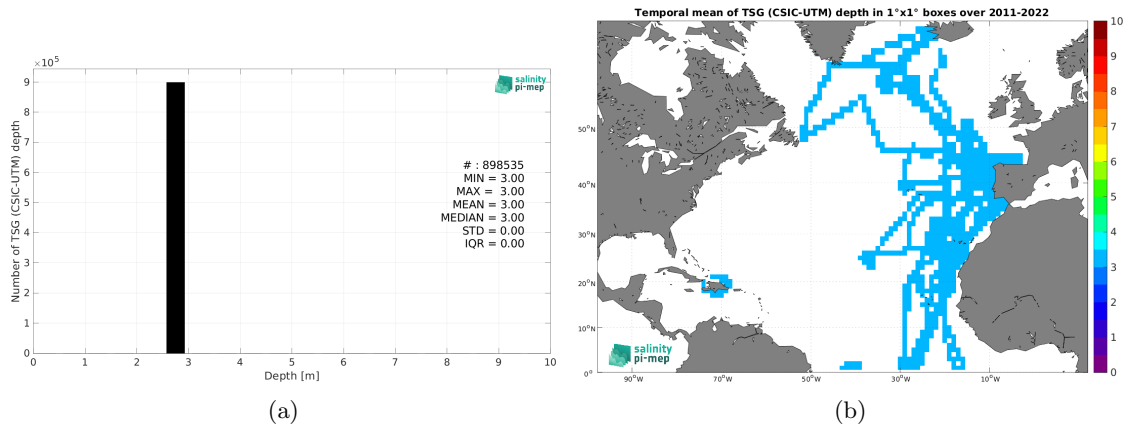 Temporal mean of TSG (CSIC-UTM) depth in 1°x1° boxes over 2011-2022
×10⁵
9
8
7
6
5
4
3
2
1
0
Number of TSG (CSIC-UTM) depth
salinity
pi-mep
# : 898535
MIN = 3.00
MAX = 3.00
MEAN = 3.00
MEDIAN = 3.00
STD = 0.00
IQR = 0.00
0 1 2 3 4 5 6 7 8 9 10
Depth [m]
(a)
50°N
40°N
30°N
20°N
10°N
0°
90°W 70°W 50°W 30°W 10°W
salinity
pi-mep
10
9
8
7
6
5
4
3
2
1
0
(b)